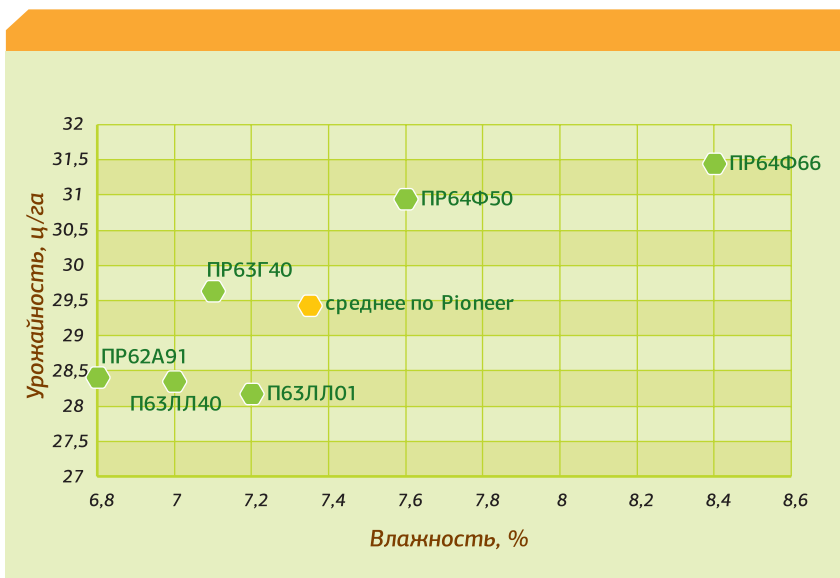 Урожайность, ц/га
32
31,5
31
30,5
30
29,5
29
28,5
28
27,5
27
ПР64Ф66
ПР64Ф50
ПР63Г40
среднее по Pioneer
ПР62А91
П63ЛЛ40
П63ЛЛ01
6,8
7
7,2
7,4
7,6
7,8
8
8,2
8,4
8,6
Влажность, %